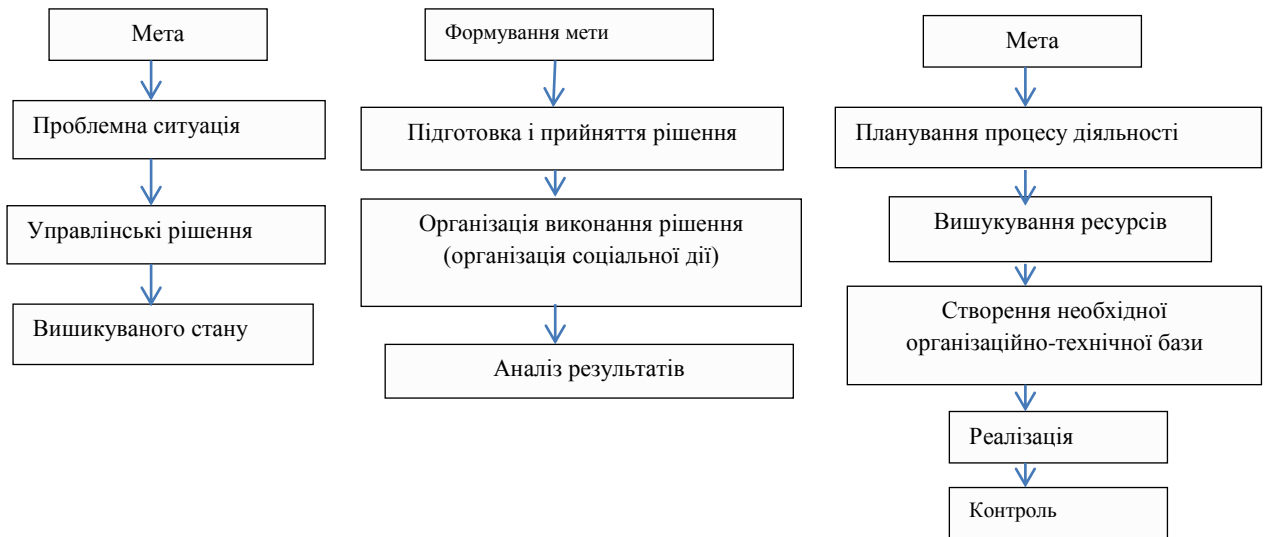 Мета
Проблемна ситуація
Управлінські рішення
Вишикуваного стану
Формування мети
Підготовка і прийняття рішення
Організація виконання рішення
(організація соціальної дії)
Аналіз результатів
Мета
Планування процесу діяльності
Вишукування ресурсів
Створення необхідної
організаційно-технічної бази
Реалізація
Контроль